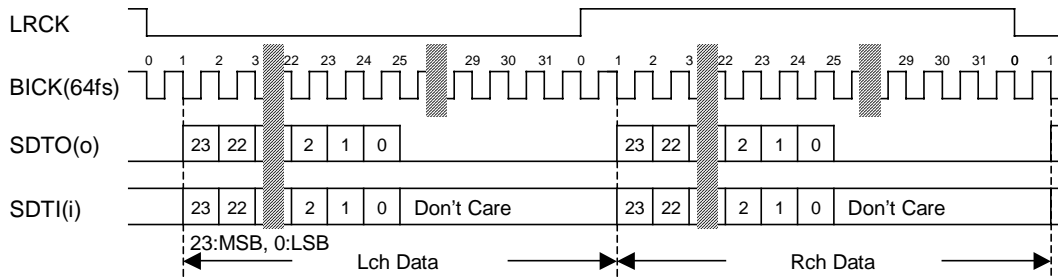 LRCK
0 1 2 3 22 23 24 25 29 30 31 0 1 2 3 22 23 24 25 29 30 31 0 1
BICK(64fs)
SDTO(o) 23 22 2 1 0 23 22 2 1 0
SDTI(i) 23 22 2 1 0 Don't Care 23 22 2 1 0 Don't Care
23:MSB, 0:LSB
Lch Data Rch Data